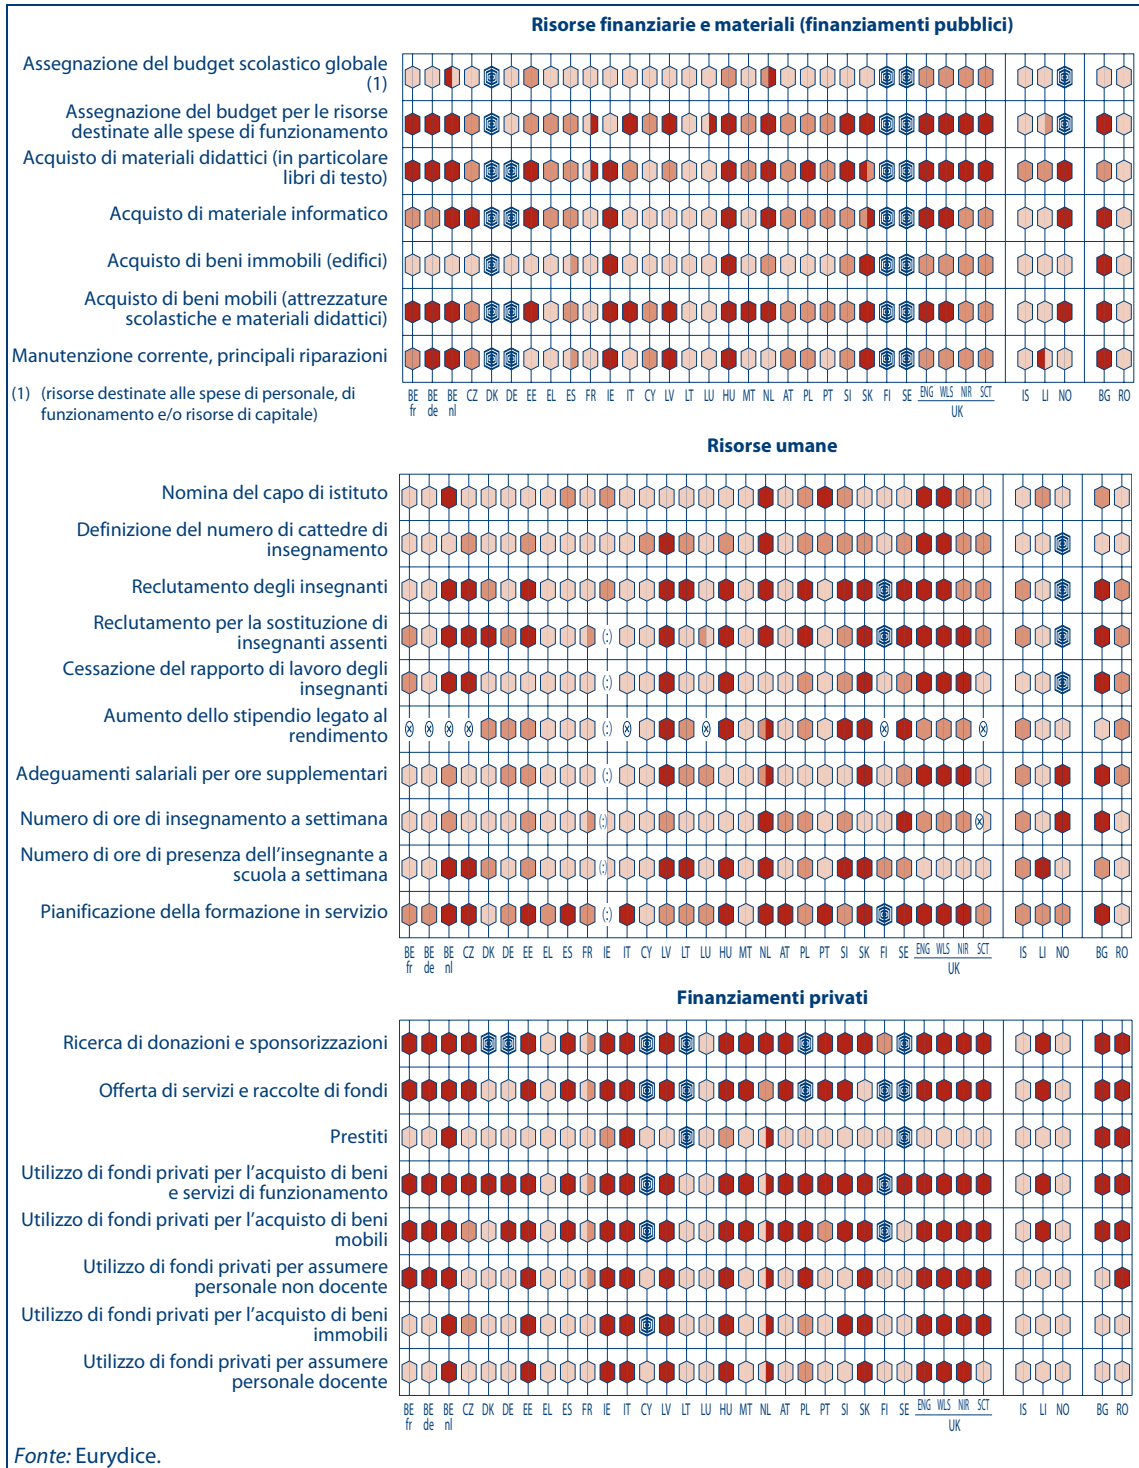 Risorse finanziarie e materiali (finanziamenti pubblici)
Assegnazione del budget scolastico globale
(1)
Assegnazione del budget per le risorse
destinate alle spese di funzionamento
Acquisto di materiali didattici (in particolare
libri di testo)
Acquisto di materiale informatico
Acquisto di beni immobili (edifici)
Acquisto di beni mobili (attrezzature
scolastiche e materiali didattici)
Manutenzione corrente, principali riparazioni
(1) (risorse destinate alle spese di personale, di
funzionamento e/o risorse di capitale)
BE fr BE de BE nl CZ DK DE EE EL ES FR IE IT CY LV LT LU HU MT NL AT PL PT SI SK FI SE ENG WLS NIR SCT IS LI NO BG RO
UK
Risorse umane
Nomina del capo di istituto
Definizione del numero di cattedre di
insegnamento
Reclutamento degli insegnanti
Reclutamento per la sostituzione di
insegnanti assenti
(:)
Cessazione del rapporto di lavoro degli
insegnanti
(:)
Aumento dello stipendio legato al
rendimento
(:)
Adeguamenti salariali per ore supplementari
(:)
Numero di ore di insegnamento a settimana
(:)
Numero di ore di presenza dell'insegnante a
scuola a settimana
(:)
Pianificazione della formazione in servizio
(:)
BE fr BE de BE nl CZ DK DE EE EL ES FR IE IT CY LV LT LU HU MT NL AT PL PT SI SK FI SE ENG WLS NIR SCT IS LI NO BG RO
UK
Finanziamenti privati
Ricerca di donazioni e sponsorizzazioni
Offerta di servizi e raccolte di fondi
Prestiti
Utilizzo di fondi privati per l'acquisto di beni
e servizi di funzionamento
Utilizzo di fondi privati per l'acquisto di beni
mobili
Utilizzo di fondi privati per assumere
personale non docente
Utilizzo di fondi privati per l'acquisto di beni
immobili
Utilizzo di fondi privati per assumere
personale docente
BE fr BE de BE nl CZ DK DE EE EL ES FR IE IT CY LV LT LU HU MT NL AT PL PT SI SK FI SE ENG WLS NIR SCT IS LI NO BG RO
UK
Fonte: Eurydice.